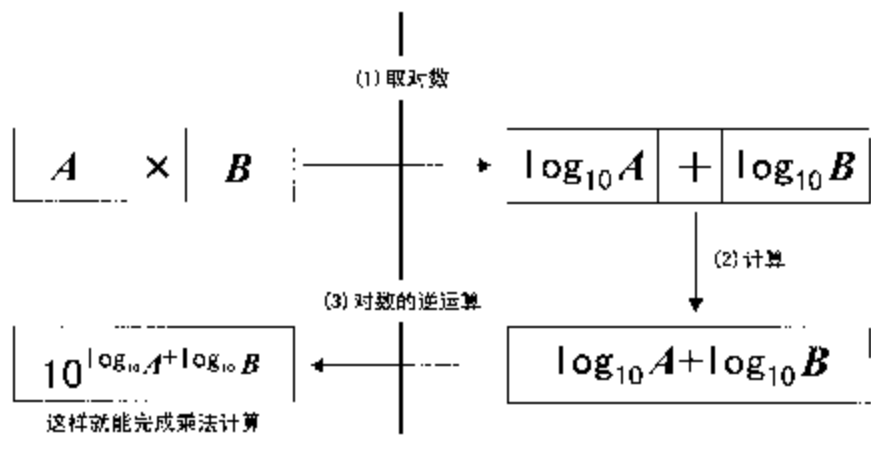 (1) 取对数
A × B
log₁₀A + log₁₀B
(2) 计算
(3) 对数的逆运算
log₁₀A+log₁₀B
10^(log₁₀A+log₁₀B)
这样就能完成乘法计算